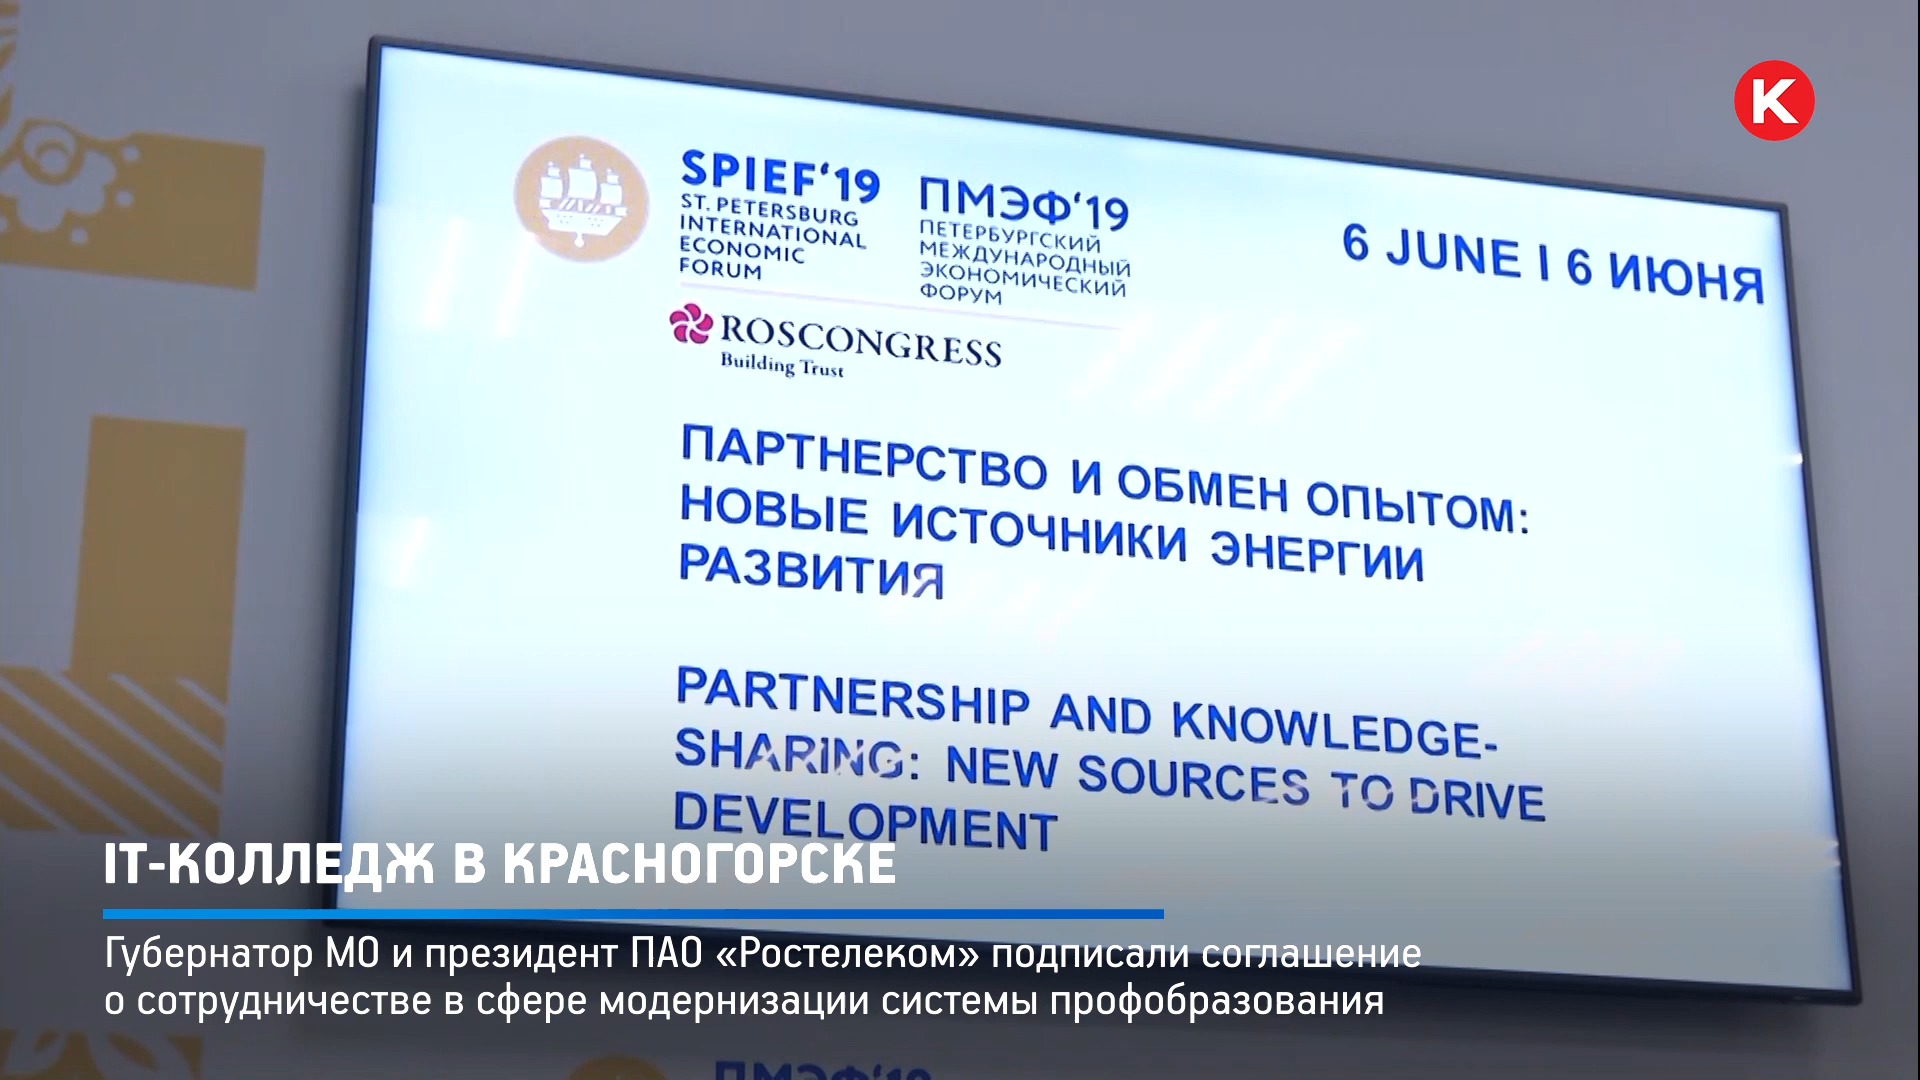 K
SPIEF‘19
ST. PETERSBURG
INTERNATIONAL
ECONOMIC
FORUM
ПМЭФ‘19
ПЕТЕРБУРГСКИЙ
МЕЖДУНАРОДНЫЙ
ЭКОНОМИЧЕСКИЙ
ФОРУМ
6 JUNE I 6 ИЮНЯ
ROSCONGRESS
Building Trust
ПАРТНЕРСТВО И ОБМЕН ОПЫТОМ:
НОВЫЕ ИСТОЧНИКИ ЭНЕРГИИ
РАЗВИТИЯ
PARTNERSHIP AND KNOWLEDGE-
SHARING: NEW SOURCES TO DRIVE
DEVELOPMENT
IT-КОЛЛЕДЖ В КРАСНОГОРСКЕ
Губернатор МО и президент ПАО «Ростелеком» подписали соглашение
о сотрудничестве в сфере модернизации системы профобразования
ПМЭФ‘19